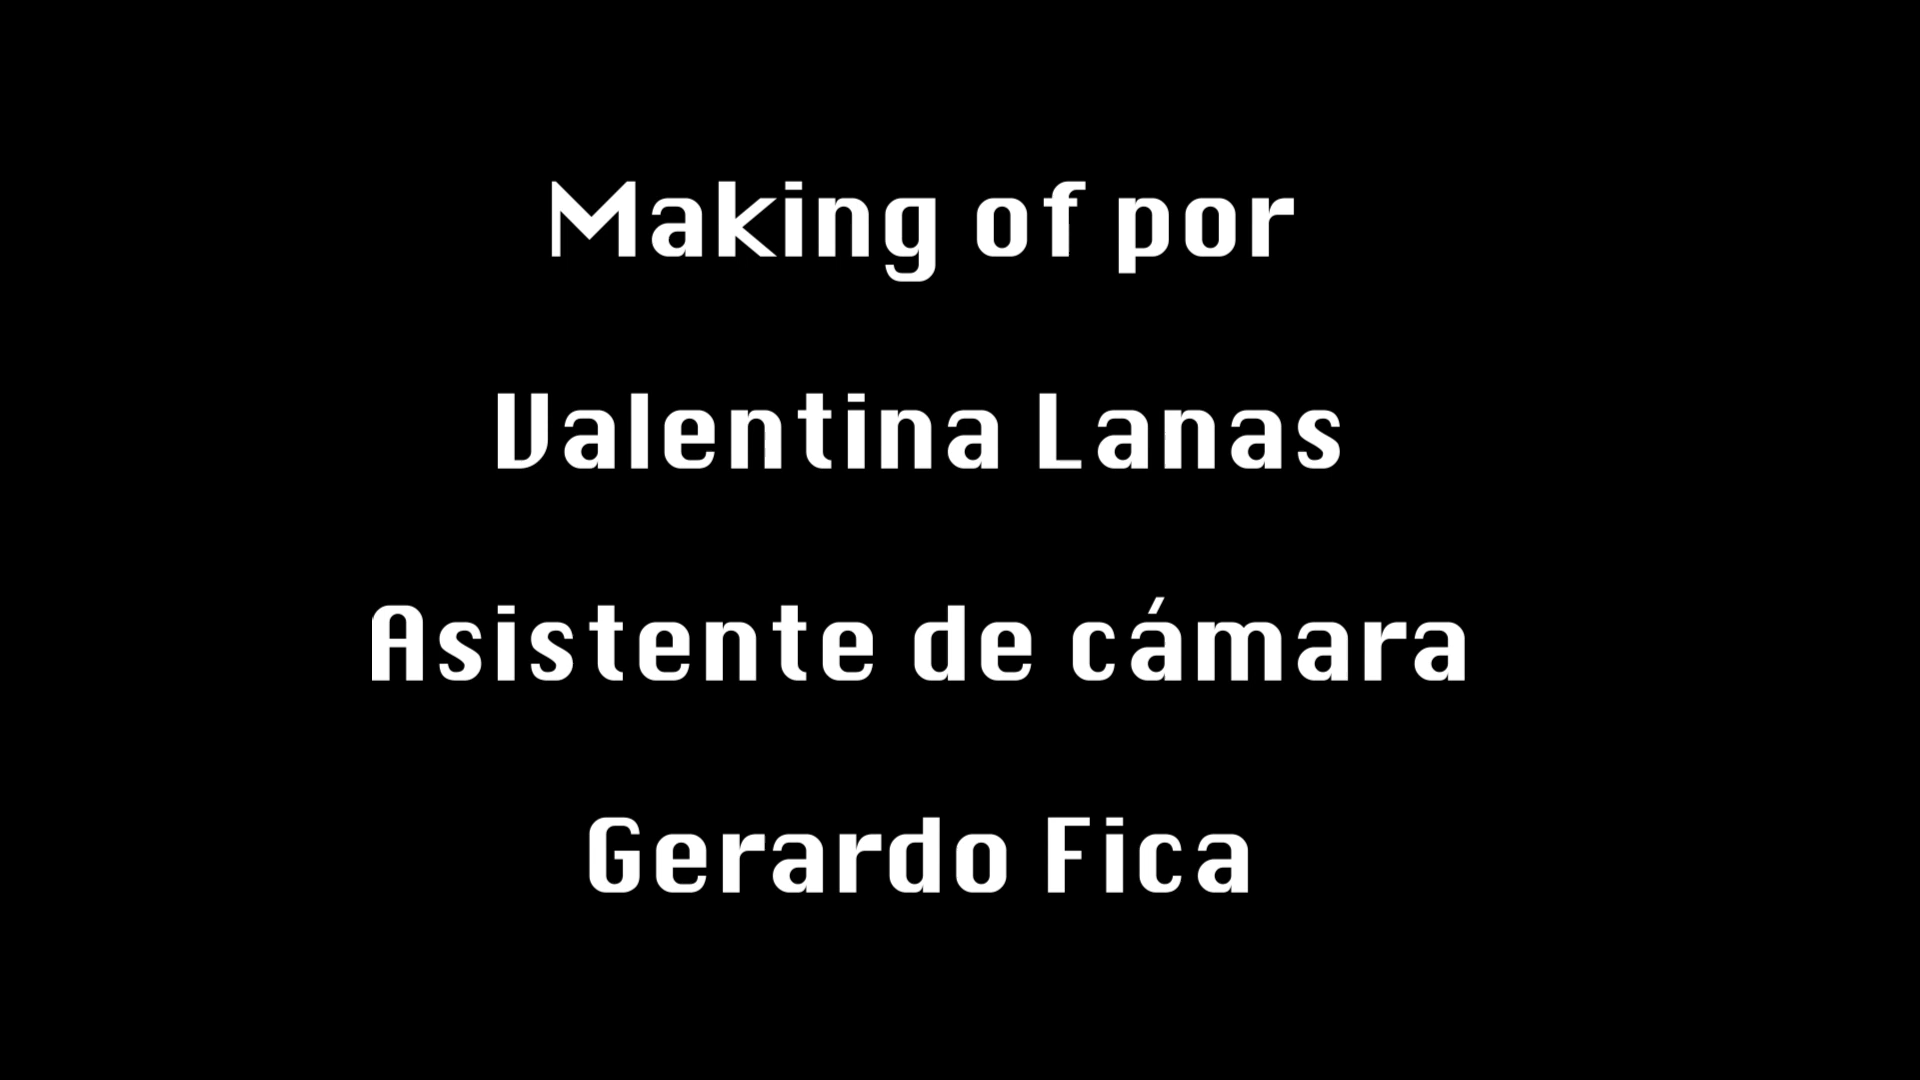 Making of por
Valentina Lanas
Asistente de cámara
Gerardo Fica